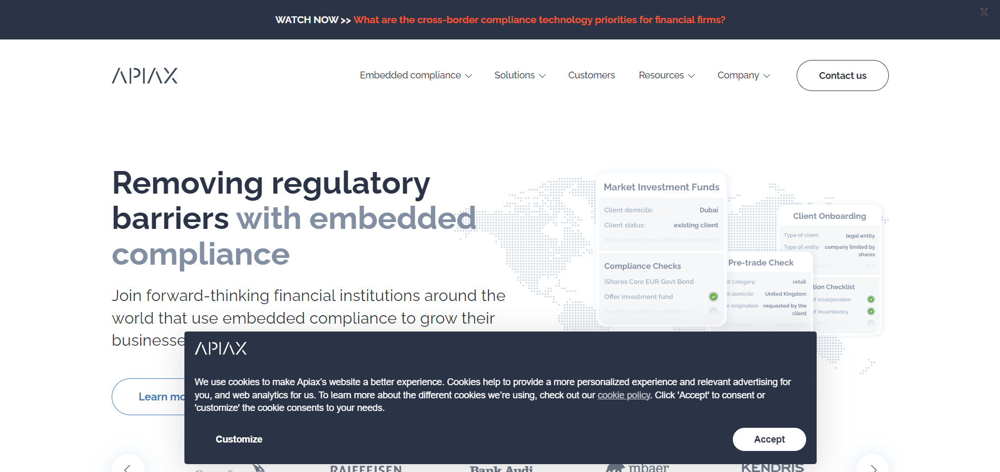 WATCH NOW >> What are the cross-border compliance technology priorities for financial firms?
X
APIAX
Embedded compliance
Solutions
Customers
Resources
Company
Contact us
Removing regulatory
barriers with embedded
compliance
Join forward-thinking financial institutions around the
world that use embedded compliance to grow their
businesse
Learn mo
Market Investment Funds
Client domicile: Dubai
Client status: existing client
Agreement type: written agreement
Compliance Checks
iShares Core EUR Govt Bond
Offer investment fund
Send fund documentation
Client Onboarding
Type of client: legal entity
Type of entity: company limited by
shares
BVI
Pre-trade Check
nt Category: retail
nt domicile: United Kingdom
er origination: requested by the
client
Switzerland
tion Checklist
of incorporation
of incumbency
APIAX
We use cookies to make Apiax’s website a better experience. Cookies help to provide a more personalized experience and relevant advertising for
you, and web analytics for us. To learn more about the different cookies we’re using, check out our cookie policy. Click 'Accept' to consent or
'customize' the cookie consents to your needs.
Customize
Accept
RAIFFEISEN
Bank Audi
mbaer
KENDRIS